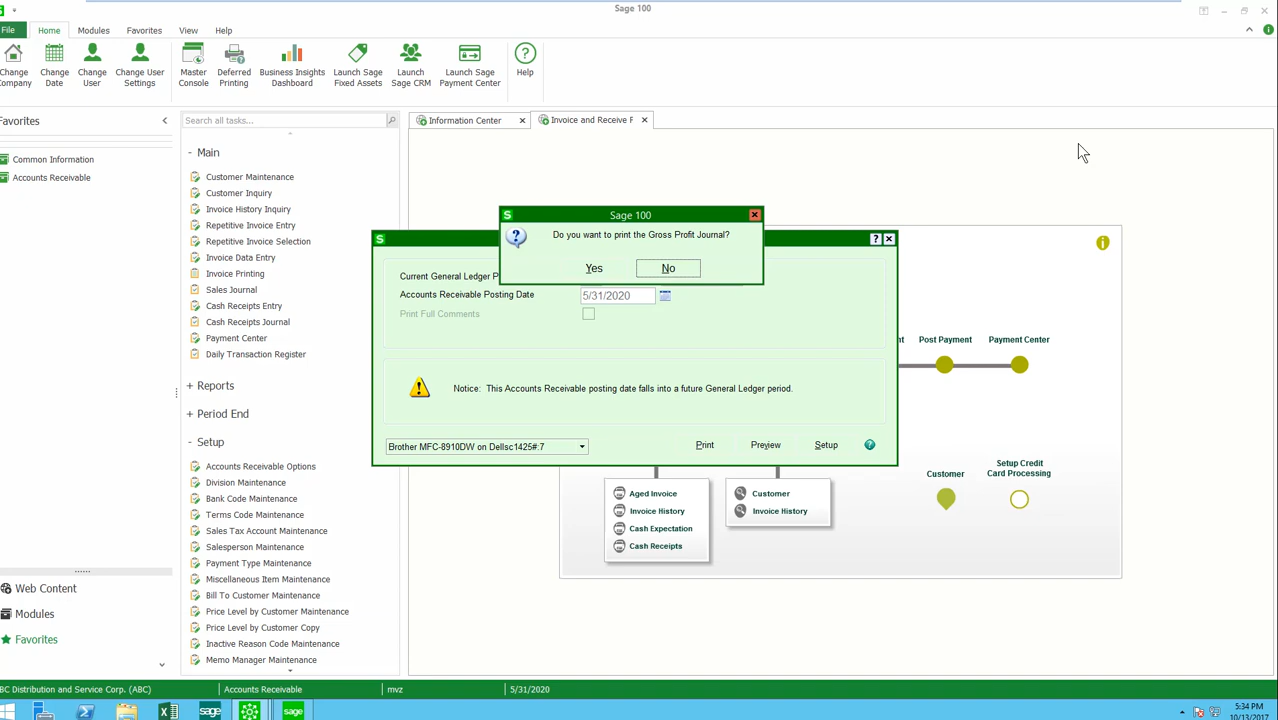 Sage 100
File
Home
Modules
Favorites
View
Help
Change Company
Change Date
Change User
Change User Settings
Master Console
Deferred Printing
Business Insights Dashboard
Launch Sage Fixed Assets
Launch Sage CRM
Launch Sage Payment Center
Help
Favorites
Common Information
Accounts Receivable
Web Content
Modules
Favorites
Search all tasks...
- Main
Customer Maintenance
Customer Inquiry
Invoice History Inquiry
Repetitive Invoice Entry
Repetitive Invoice Selection
Invoice Data Entry
Invoice Printing
Sales Journal
Cash Receipts Entry
Cash Receipts Journal
Payment Center
Daily Transaction Register
+ Reports
+ Period End
- Setup
Accounts Receivable Options
Division Maintenance
Bank Code Maintenance
Terms Code Maintenance
Sales Tax Account Maintenance
Salesperson Maintenance
Payment Type Maintenance
Miscellaneous Item Maintenance
Bill To Customer Maintenance
Price Level by Customer Maintenance
Price Level by Customer Copy
Inactive Reason Code Maintenance
Memo Manager Maintenance
Information Center
Invoice and Receive F
Sage 100
Do you want to print the Gross Profit Journal?
Yes
No
Current General Ledger P
Accounts Receivable Posting Date
5/31/2020
Print Full Comments
Notice: This Accounts Receivable posting date falls into a future General Ledger period.
Brother MFC-8910DW on Dellsc1425#:7
Print
Preview
Setup
nt
Post Payment
Payment Center
Customer
Setup Credit
Card Processing
Aged Invoice
Invoice History
Cash Expectation
Cash Receipts
Customer
Invoice History
BC Distribution and Service Corp. (ABC)
Accounts Receivable
mvz
5/31/2020
sage
sage
5:34 PM
10/13/2017